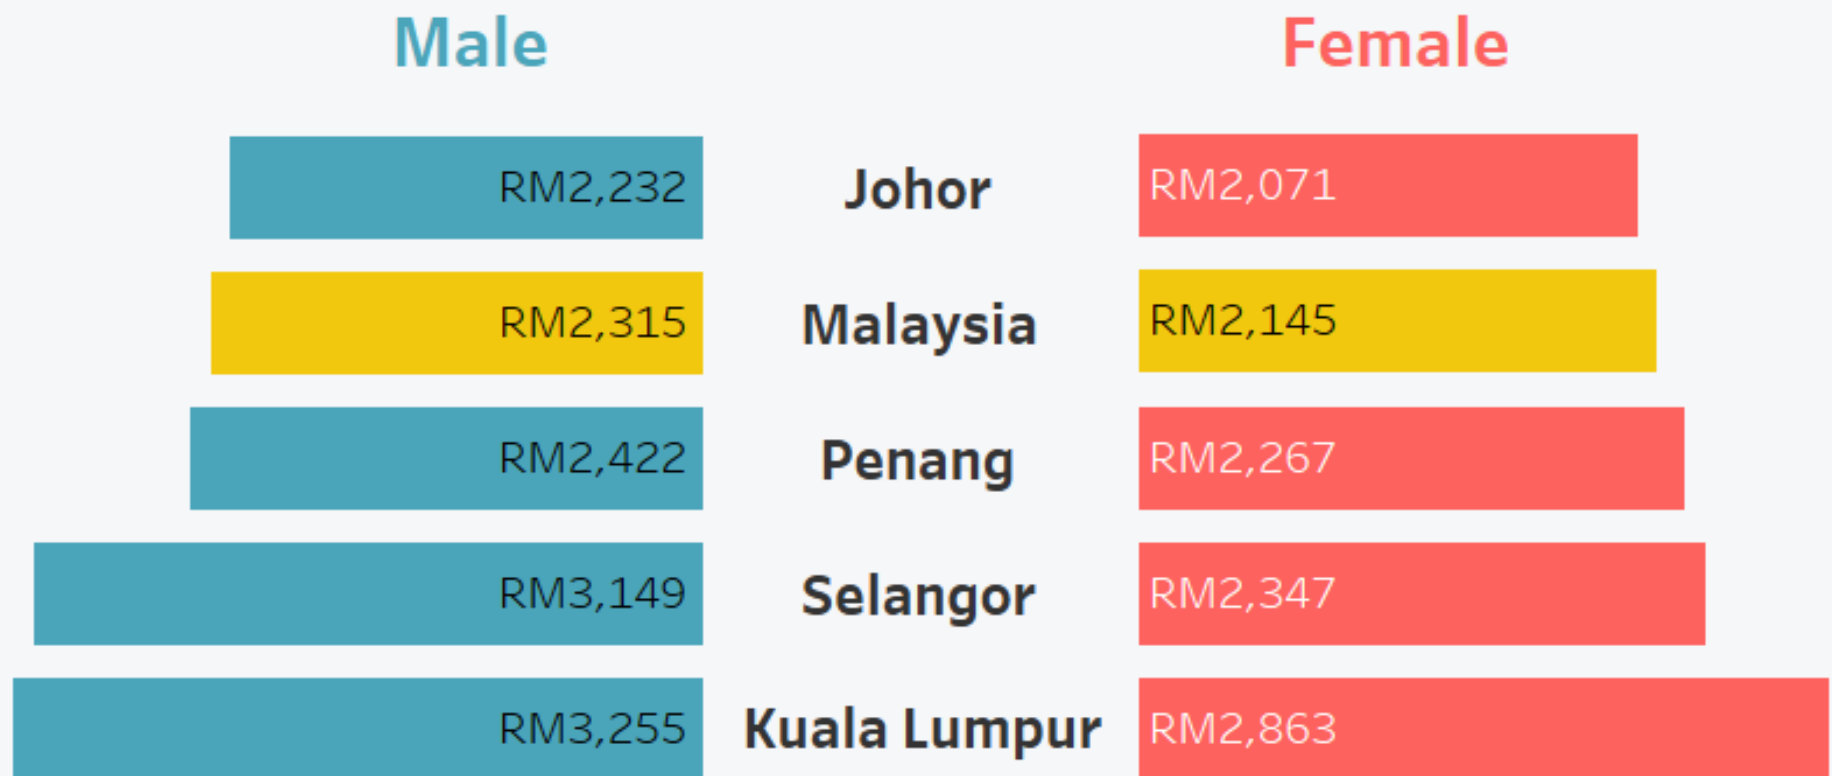 Male Female
RM2,232 Johor RM2,071
RM2,315 Malaysia RM2,145
RM2,422 Penang RM2,267
RM3,149 Selangor RM2,347
RM3,255 Kuala Lumpur RM2,863